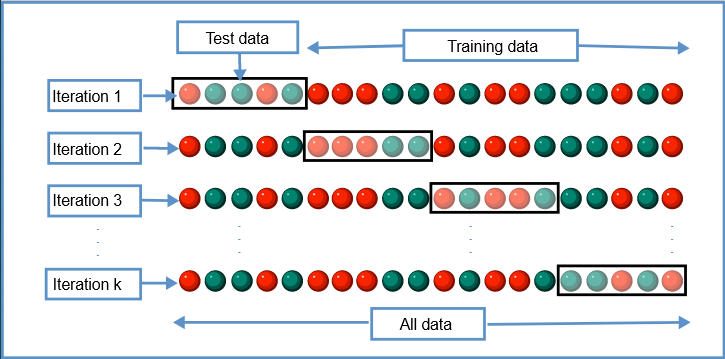 Test data
Training data
Iteration 1
Iteration 2
Iteration 3
Iteration k
All data